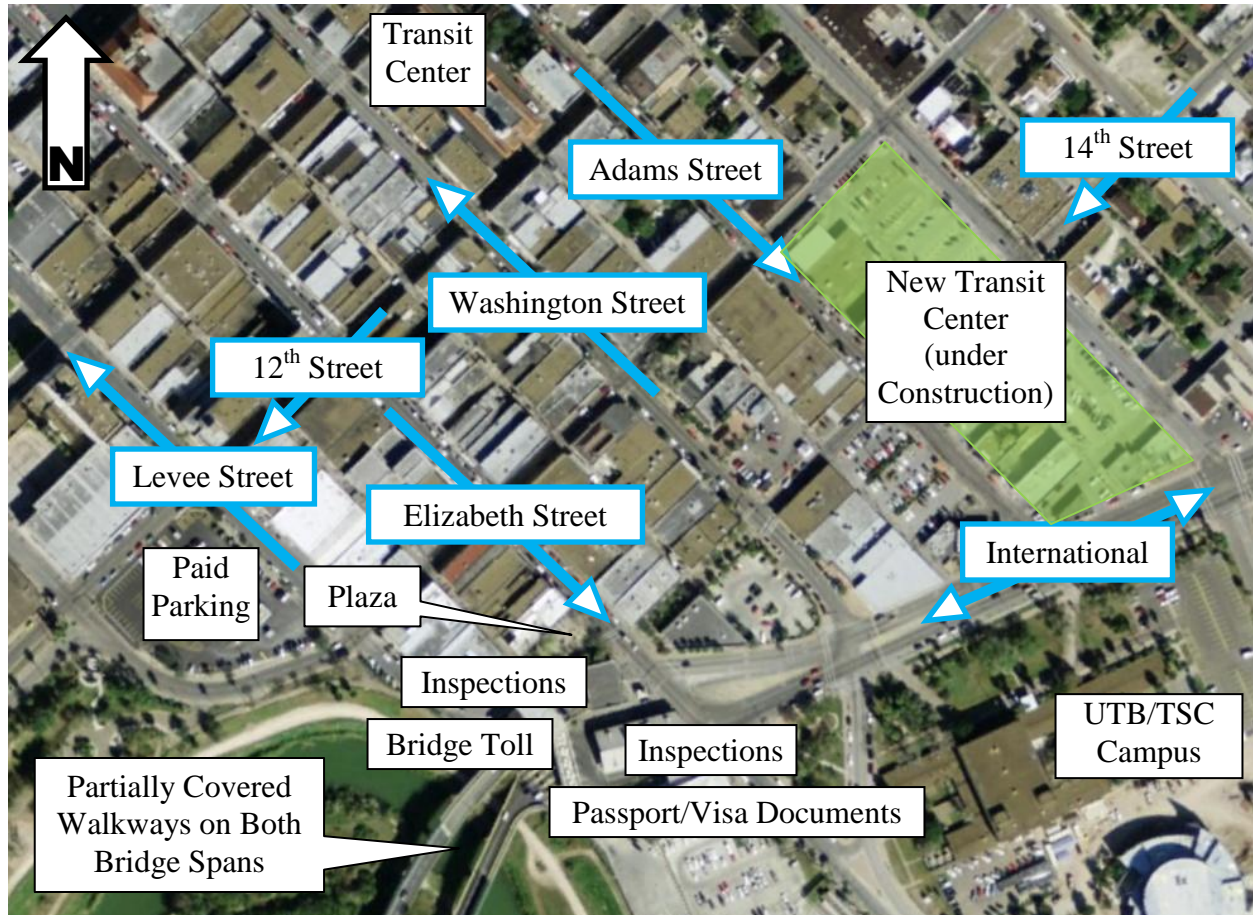 Transit
Center
N
14th Street
Adams Street
New Transit
Center
(under
Construction)
Washington Street
12th Street
Levee Street
Elizabeth Street
International
Paid
Parking
Plaza
Inspections
UTB/TSC
Campus
Bridge Toll
Inspections
Partially Covered
Walkways on Both
Bridge Spans
Passport/Visa Documents